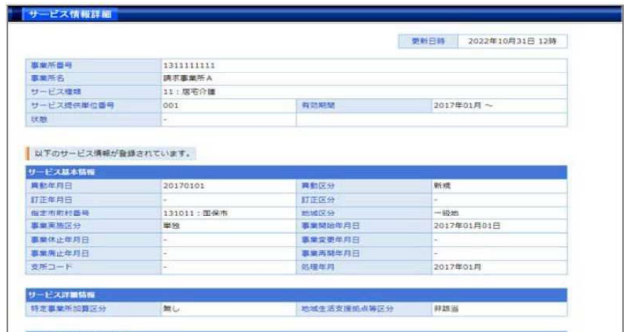 サービス情報詳細
更新日時 2022年10月31日 12時
事業所番号 1311111111
事業所名 請求事業所A
サービス種類 11：居宅介護
サービス提供単位番号 001 有効期間 2017年01月 ～
状態 -
以下のサービス情報が登録されています。
サービス基本情報
異動年月日 20170101 異動区分 新規
訂正年月日 - 訂正区分 -
指定市町村番号 131011：国保市 地域区分 一級地
事業実施区分 単独 事業開始年月日 2017年01月01日
事業休止年月日 - 事業変更年月日 -
事業廃止年月日 - 事業再開年月日 -
支所コード - 処理年月 2017年01月
サービス詳細情報
特定事業所加算区分 無し 地域生活支援拠点等区分 非該当